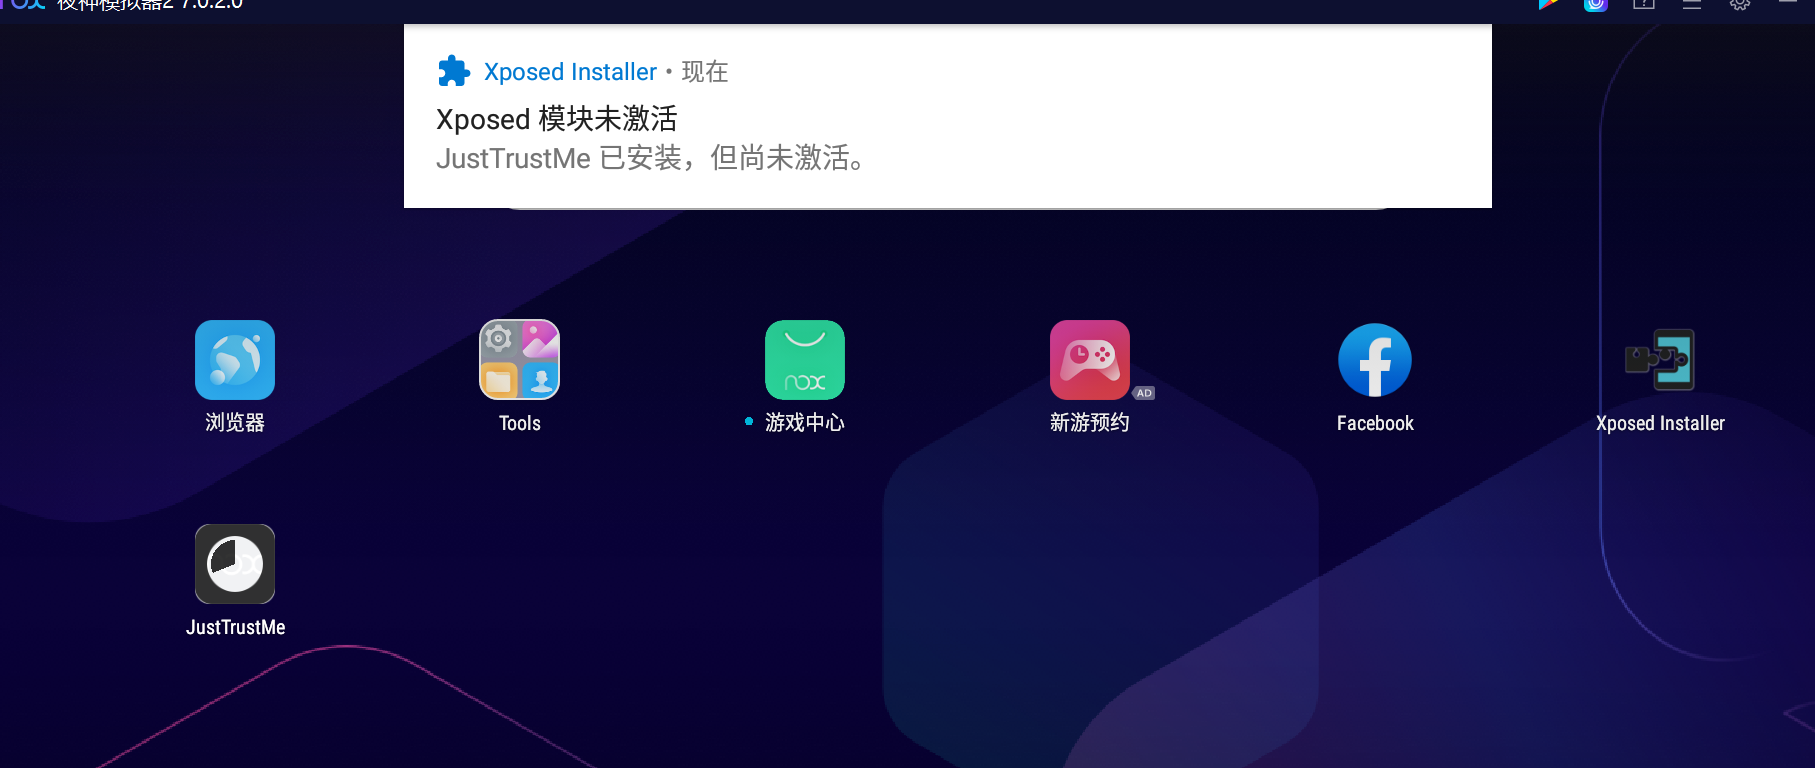 nox 夜神模拟器2 7.0.2.0
Xposed Installer • 现在
Xposed 模块未激活
JustTrustMe 已安装，但尚未激活。
nox
浏览器
Tools
游戏中心
AD
新游预约
Facebook
Xposed Installer
JustTrustMe